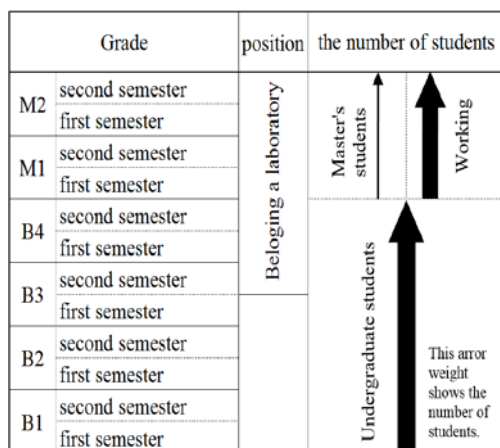 Grade position the number of students
M2 second semester
first semester
M1 second semester
first semester
B4 second semester
first semester
B3 second semester
first semester
B2 second semester
first semester
B1 second semester
first semester
Beloging a laboratory
Master's
students
Working
Undergraduate students
This arror
weight
shows the
number of
students.